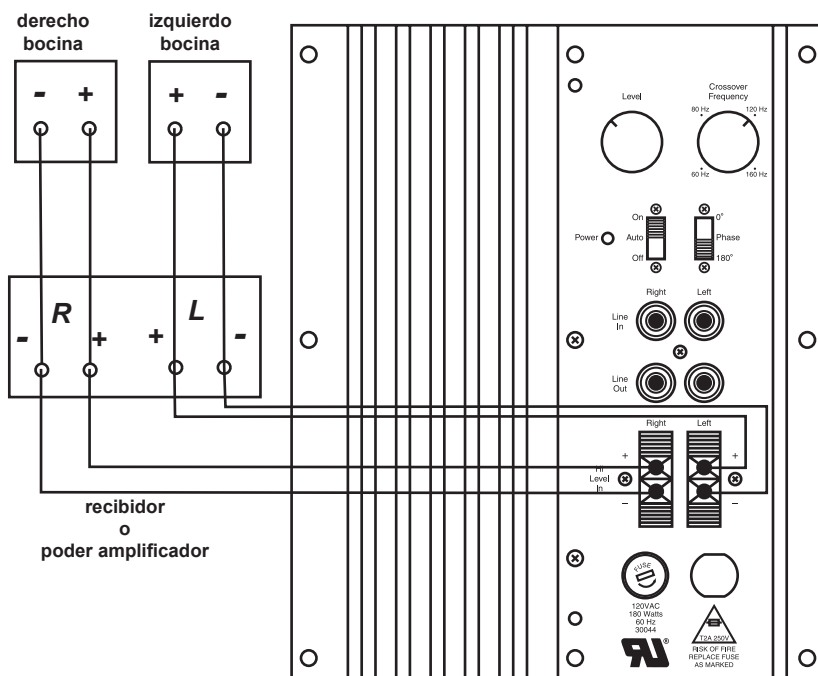 derecho
bocina
izquierdo
bocina
- +
+ -
R
L
- +
+ -
recibidor
o
poder amplificador
Level
Crossover
Frequency
80 Hz
120 Hz
60 Hz
160 Hz
On
Auto
Off
Power
0°
Phase
180°
Right
Left
Line
In
Line
Out
Right
Left
+
+
Hi
Level
In
–
–
FUSE
120VAC
180 Watts
60 Hz
30044
RU®
T2A 250V
RISK OF FIRE
REPLACE FUSE
AS MARKED